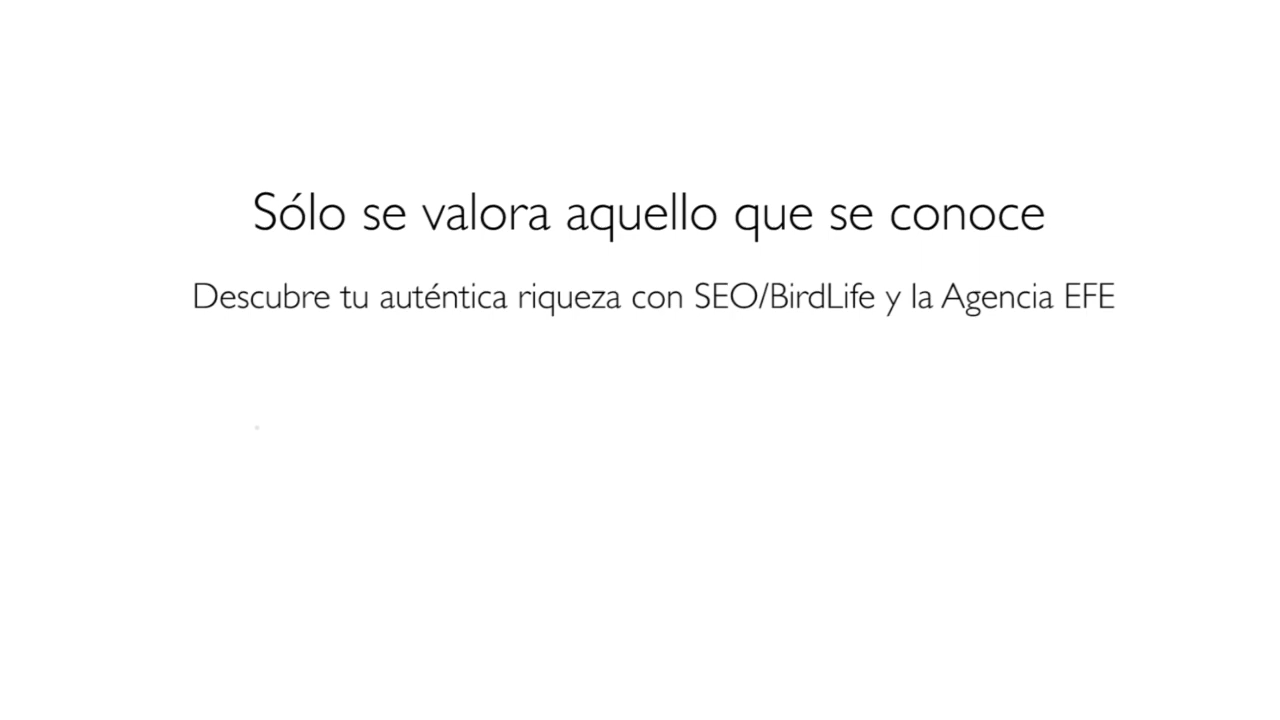 Sólo se valora aquello que se conoce
Descubre tu auténtica riqueza con SEO/BirdLife y la Agencia EFE